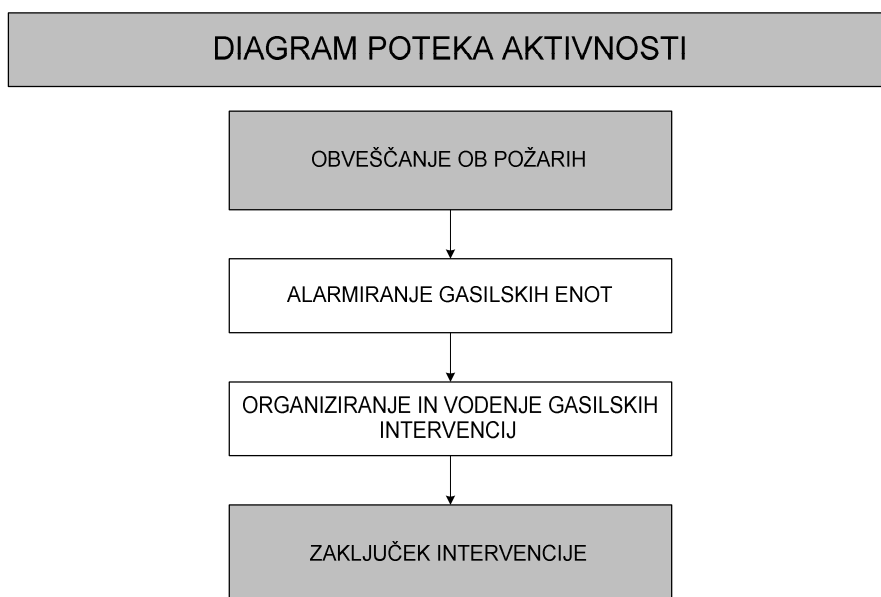 DIAGRAM POTEKA AKTIVNOSTI
OBVEŠČANJE OB POŽARIH
ALARMIRANJE GASILSKIH ENOT
ORGANIZIRANJE IN VODENJE GASILSKIH
INTERVENCIJ
ZAKLJUČEK INTERVENCIJE